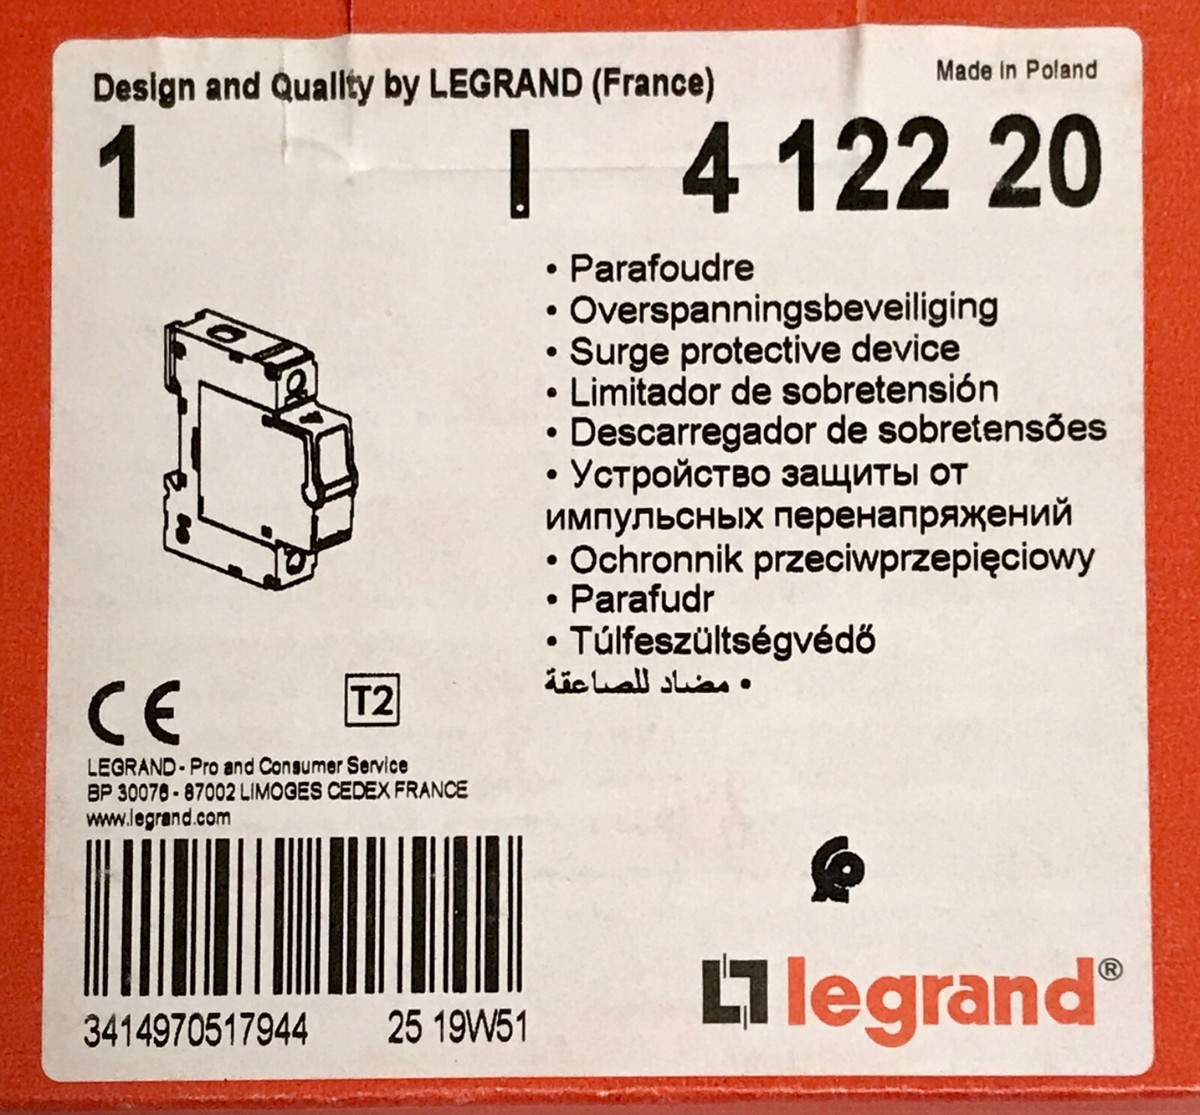 Design and Quality by LEGRAND (France)
Made in Poland
1 I 4 122 20
• Parafoudre
• Overspanningsbeveiliging
• Surge protective device
• Limitador de sobretensión
• Descarregador de sobretensões
• Устройство защиты от
импульсных перенапряжений
• Ochronnik przeciwprzepięciowy
• Parafudr
• Túlfeszültségvédő
• مضاد للصاعقة
CE
T2
LEGRAND - Pro and Consumer Service
BP 30076 - 87002 LIMOGES CEDEX FRANCE
www.legrand.com
3414970517944 25 19W51
legrand®